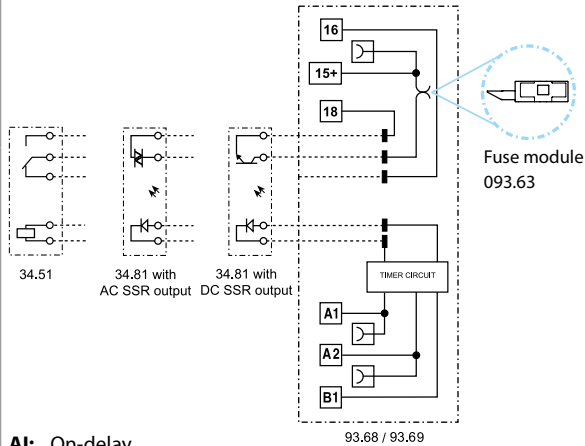 16
15+
18
Fuse module
093.63
34.51
34.81 with
AC SSR output
34.81 with
DC SSR output
TIMER CIRCUIT
A1
A2
B1
93.68 / 93.69
AI: On-delay